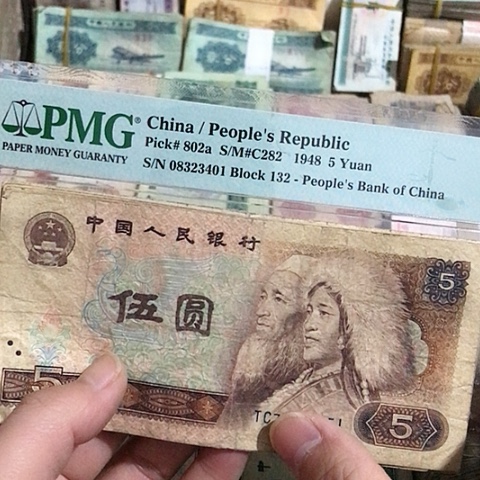 PMG®
PAPER MONEY GUARANTY
China / People's Republic
Pick# 802a S/M#C282 1948 5 Yuan
S/N 08323401 Block 132 - People's Bank of China
中国人民银行
5
伍圆
5
5